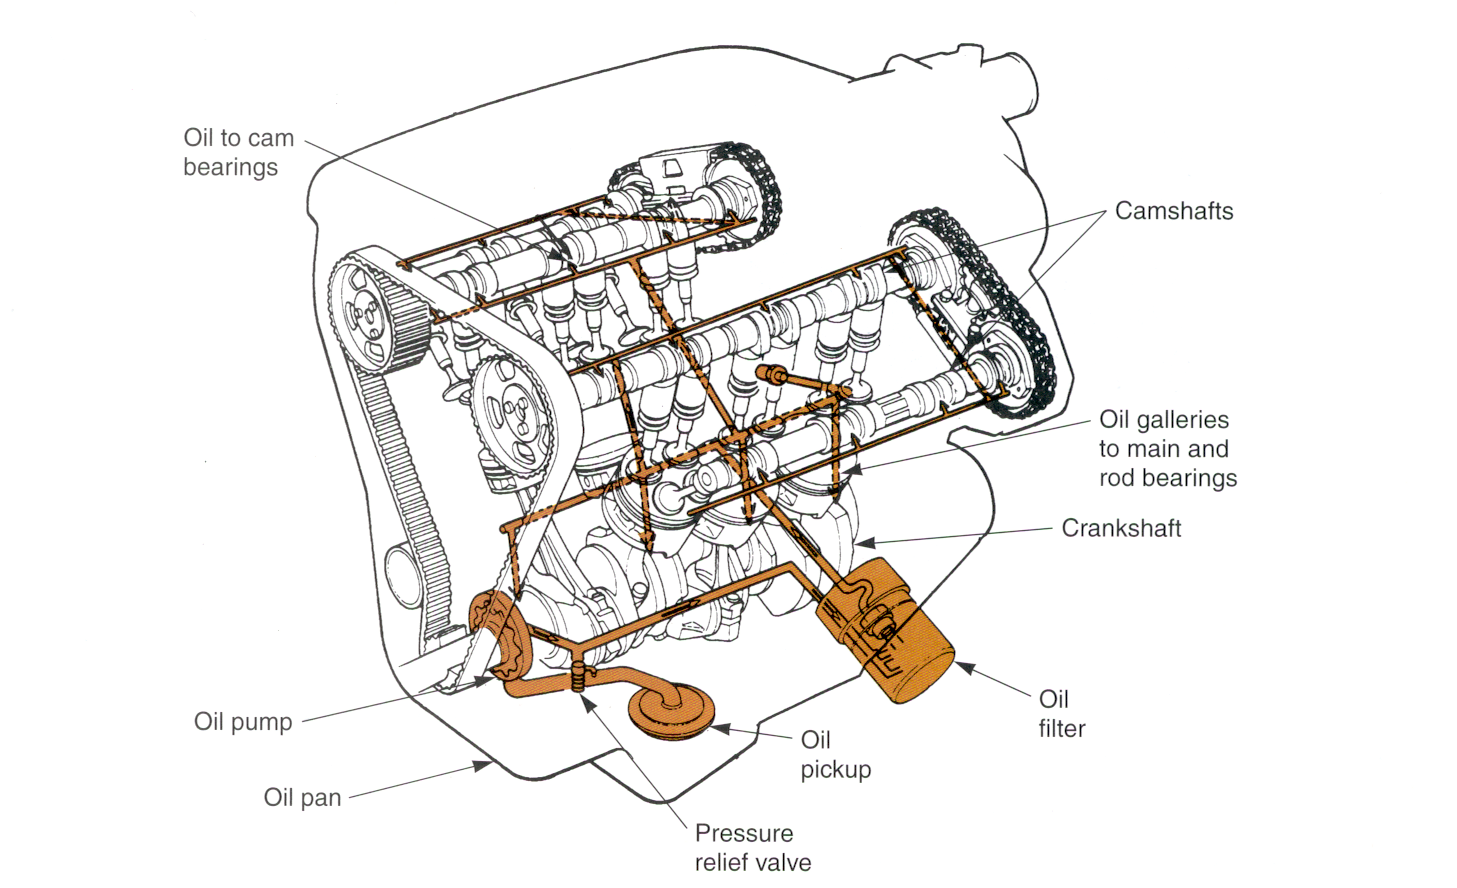 Oil to cam
bearings
Camshafts
Oil galleries
to main and
rod bearings
Crankshaft
Oil
filter
Oil pump
Oil
pickup
Oil pan
Pressure
relief valve